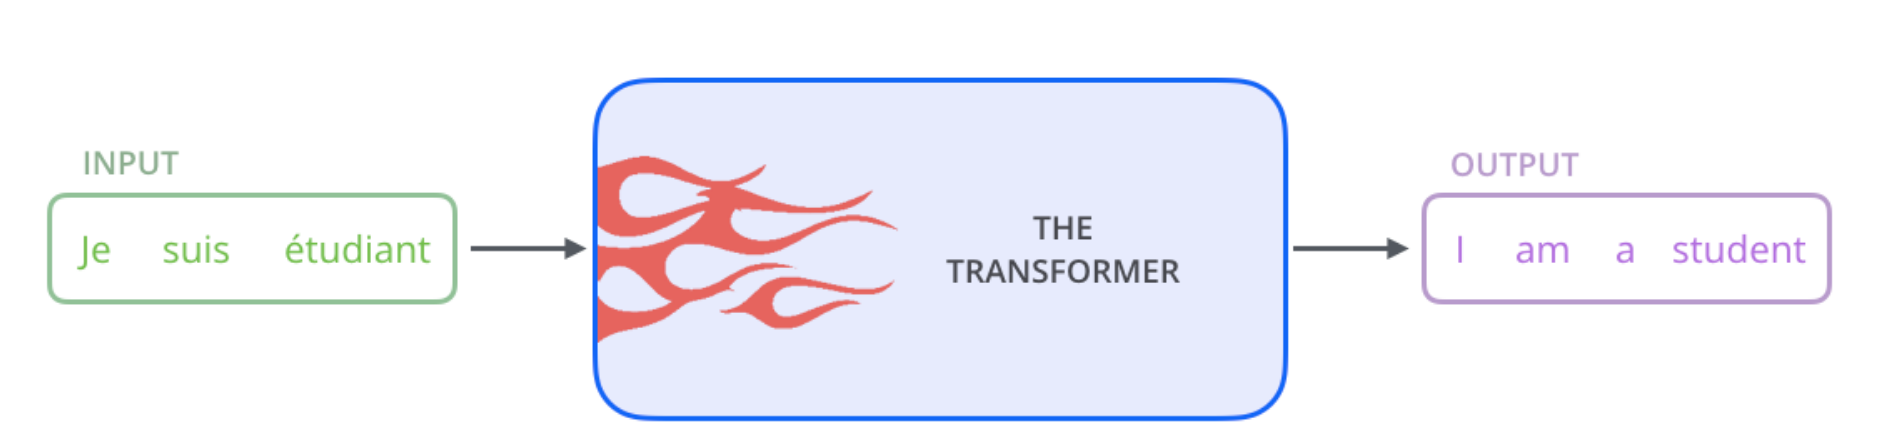 INPUT
Je suis étudiant
THE
TRANSFORMER
OUTPUT
I am a student